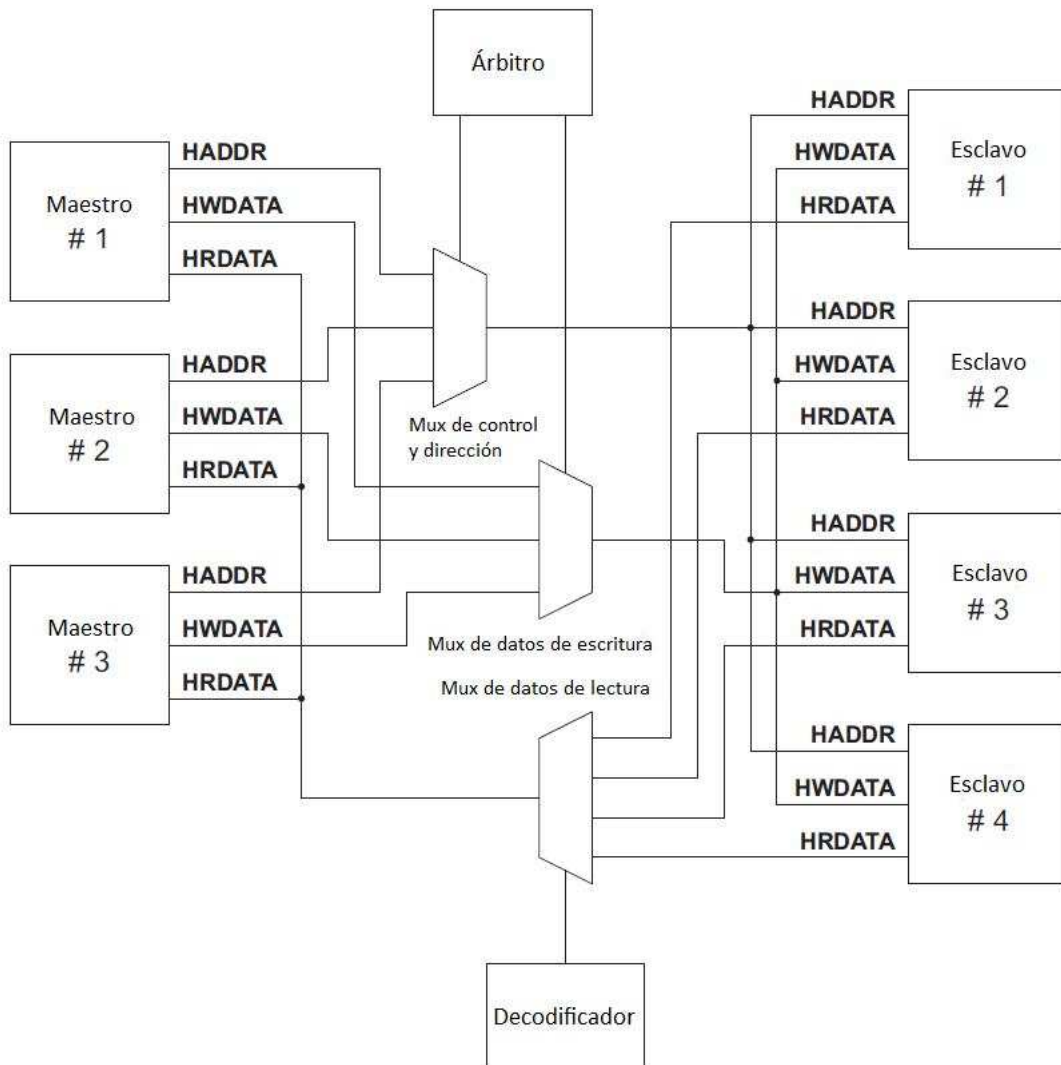 Árbitro
Maestro
# 1
HADDR
HWDATA
HRDATA
Maestro
# 2
HADDR
HWDATA
HRDATA
Maestro
# 3
HADDR
HWDATA
HRDATA
Mux de control
y dirección
Mux de datos de escritura
Mux de datos de lectura
HADDR
HWDATA
HRDATA
Esclavo
# 1
HADDR
HWDATA
HRDATA
Esclavo
# 2
HADDR
HWDATA
HRDATA
Esclavo
# 3
HADDR
HWDATA
HRDATA
Esclavo
# 4
Decodificador